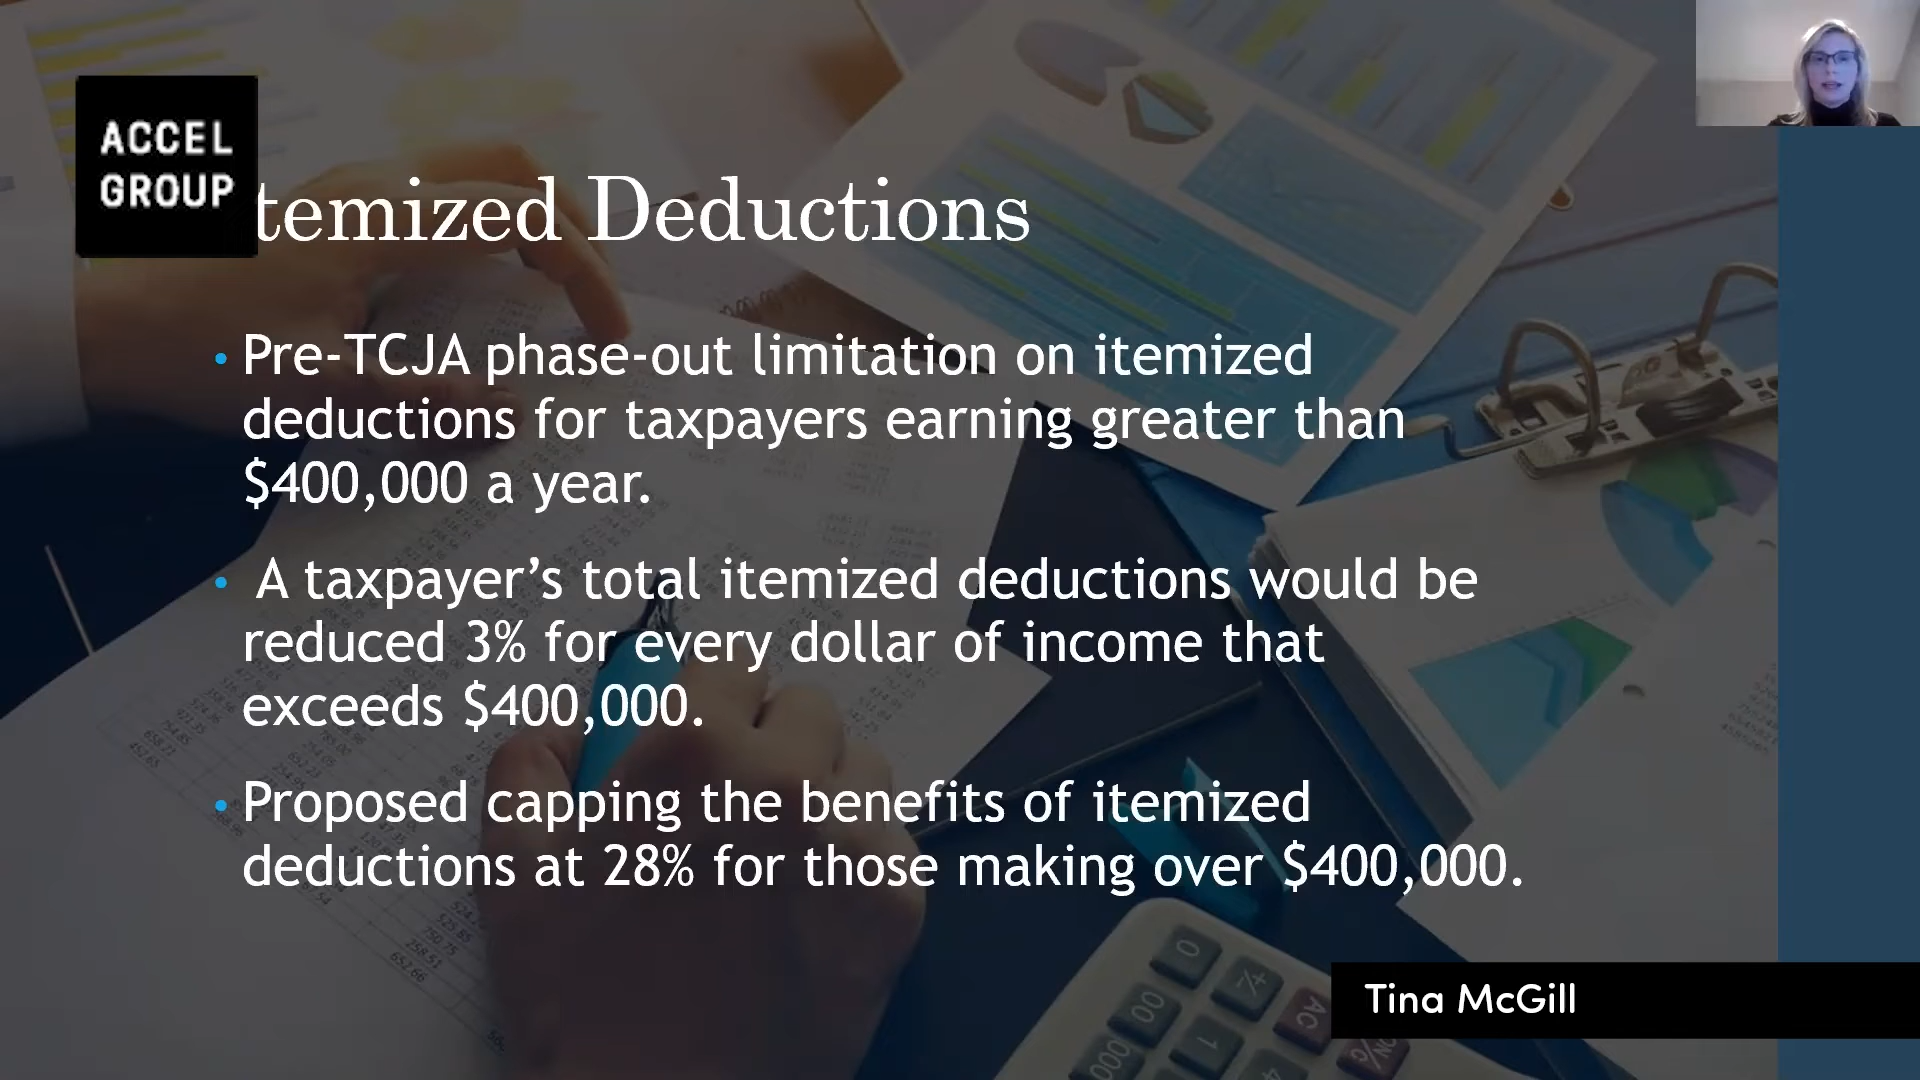 ACCEL
GROUP
temized Deductions
• Pre-TCJA phase-out limitation on itemized
deductions for taxpayers earning greater than
$400,000 a year.
• A taxpayer’s total itemized deductions would be
reduced 3% for every dollar of income that
exceeds $400,000.
• Proposed capping the benefits of itemized
deductions at 28% for those making over $400,000.
Tina McGill